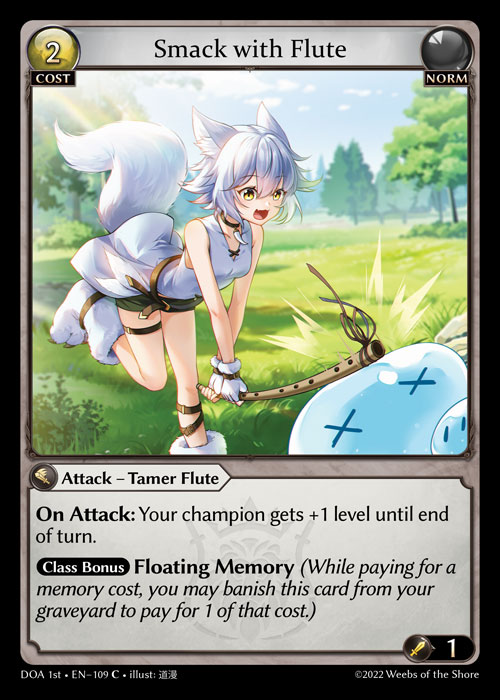 2
Smack with Flute
COST
NORM
Attack – Tamer Flute
On Attack: Your champion gets +1 level until end
of turn.
Class Bonus Floating Memory (While paying for a
memory cost, you may banish this card from your
graveyard to pay for 1 of that cost.)
1
DOA 1st • EN–109 C • illust: 道漫
©2022 Weebs of the Shore